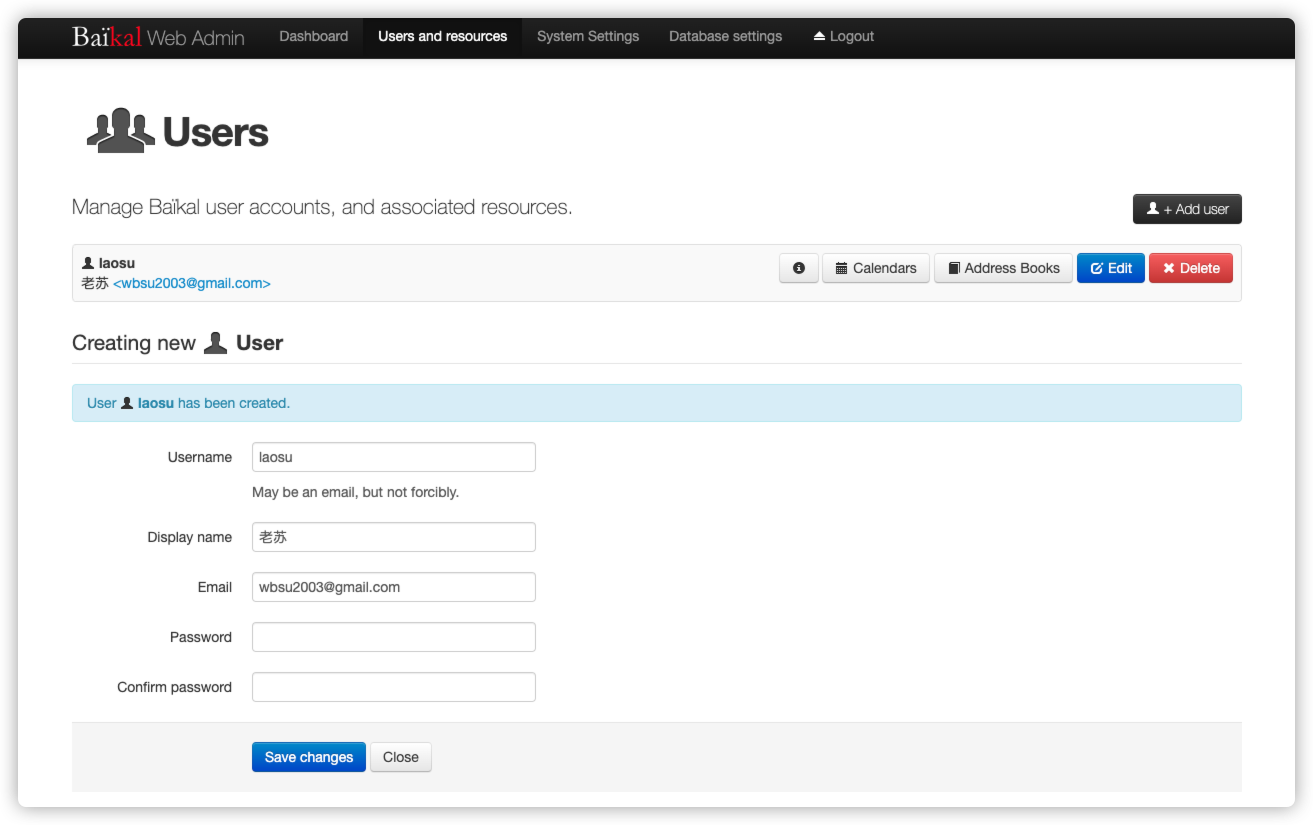 Baïkal Web Admin Dashboard Users and resources System Settings Database settings Logout
Users
Manage Baïkal user accounts, and associated resources.
+ Add user
laosu
老苏 <wbsu2003@gmail.com>
Calendars Address Books Edit Delete
Creating new User
User laosu has been created.
Username laosu
May be an email, but not forcibly.
Display name 老苏
Email wbsu2003@gmail.com
Password
Confirm password
Save changes Close